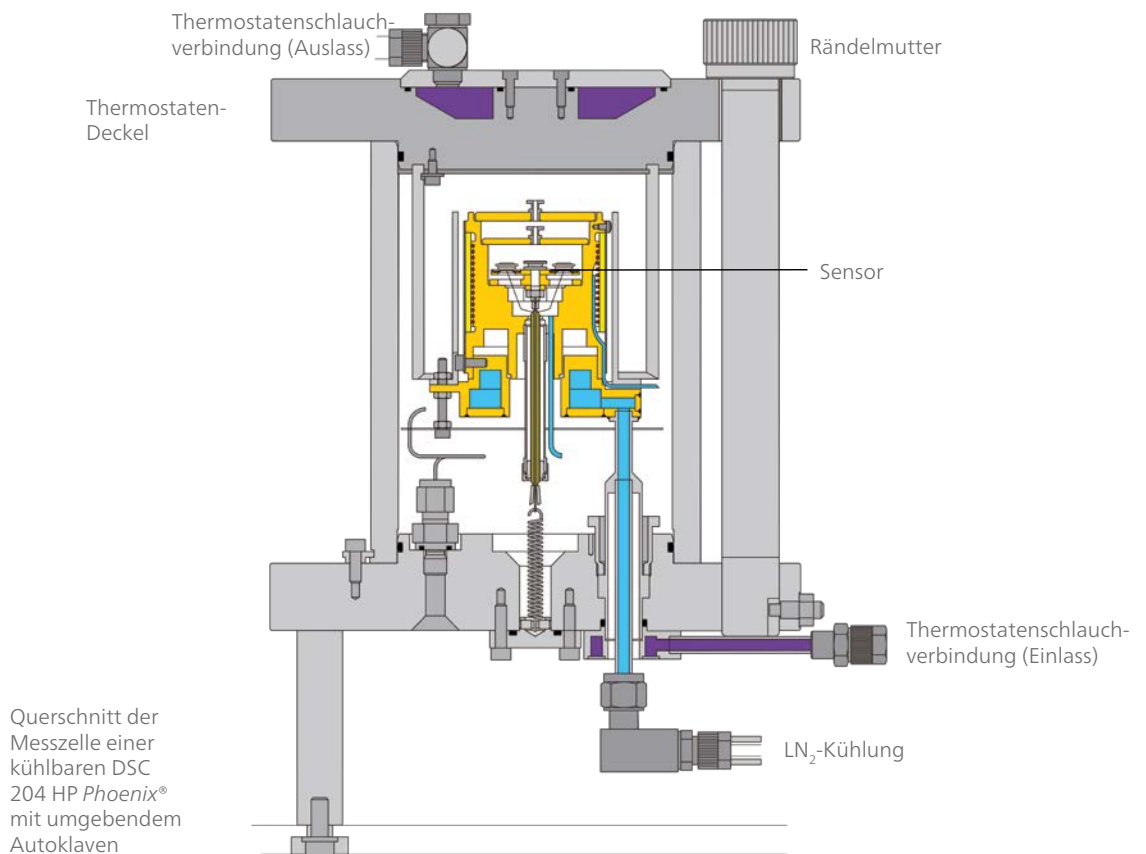 Thermostatenschlauch-
verbindung (Auslass)
Rändelmutter
Thermostaten-
Deckel
Sensor
Thermostatenschlauch-
verbindung (Einlass)
LN₂-Kühlung
Querschnitt der
Messzelle einer
kühlbaren DSC
204 HP Phoenix®
mit umgebendem
Autoklaven